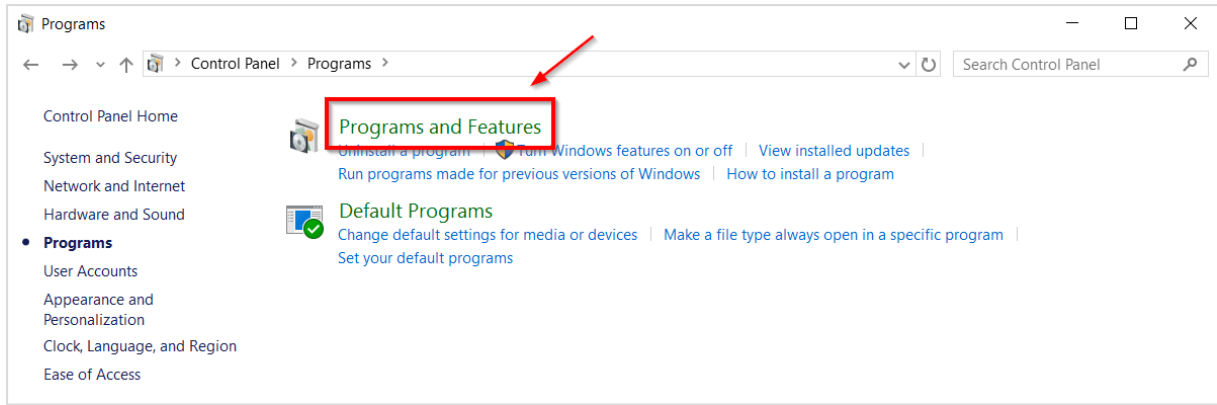 Programs
Control Panel > Programs >
Search Control Panel
Control Panel Home
System and Security
Network and Internet
Hardware and Sound
Programs
User Accounts
Appearance and
Personalization
Clock, Language, and Region
Ease of Access
Programs and Features
Uninstall a program | Turn Windows features on or off | View installed updates |
Run programs made for previous versions of Windows | How to install a program
Default Programs
Change default settings for media or devices | Make a file type always open in a specific program |
Set your default programs